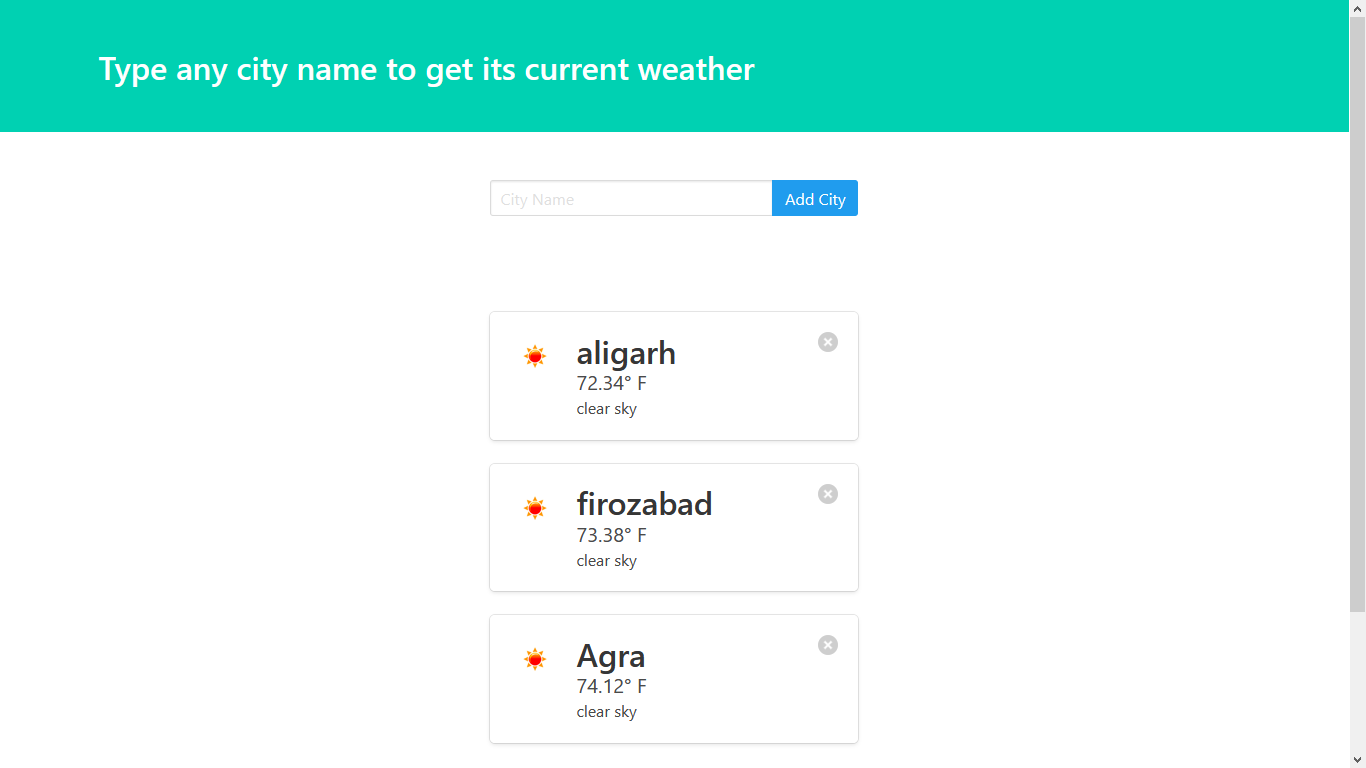 Type any city name to get its current weather
City Name
Add City
aligarh
72.34° F
clear sky
firozabad
73.38° F
clear sky
Agra
74.12° F
clear sky